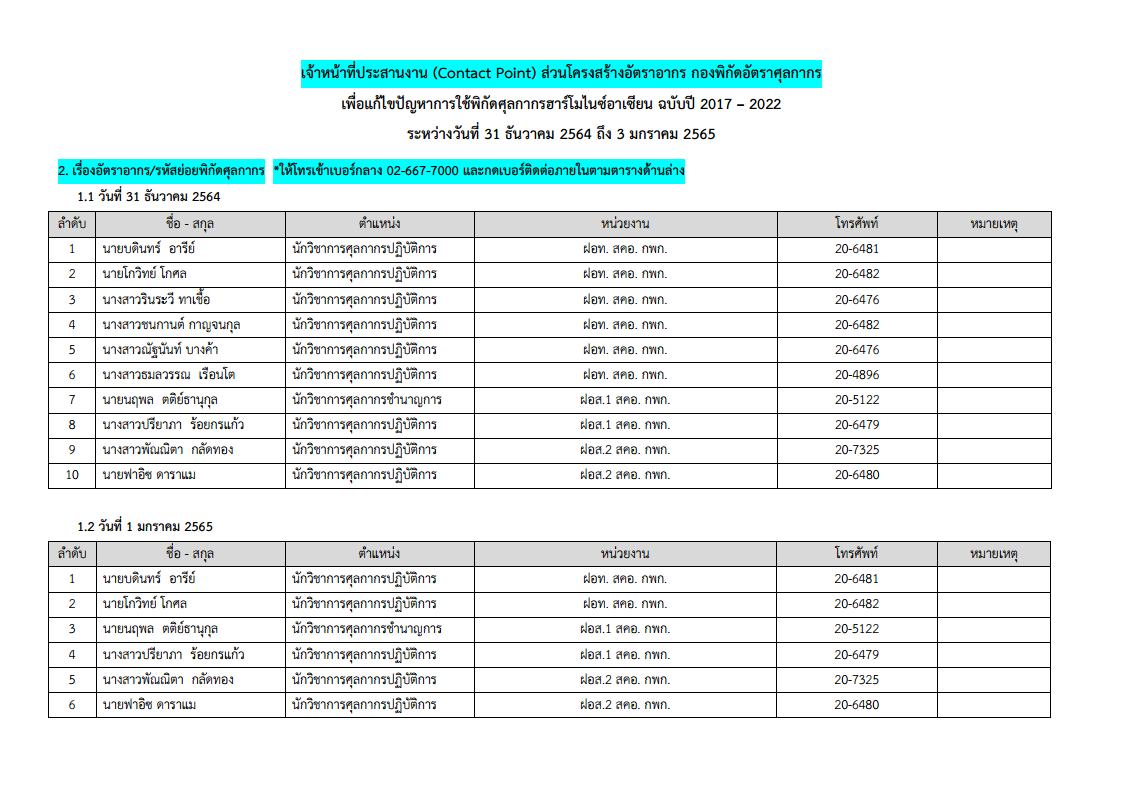 เจ้าหน้าที่ประสานงาน (Contact Point) ส่วนโครงสร้างอัตราอากร กองพิกัดอัตราศุลกากร
เพื่อแก้ไขปัญหาการใช้พิกัดศุลกากรฮาร์โมไนซ์อาเซียน ฉบับปี 2017 – 2022
ระหว่างวันที่ 31 ธันวาคม 2564 ถึง 3 มกราคม 2565
2. เรื่องอัตราอากร/รหัสย่อยพิกัดศุลกากร *ให้โทรเข้าเบอร์กลาง 02-667-7000 และกดเบอร์ติดต่อภายในตามตารางด้านล่าง
1.1 วันที่ 31 ธันวาคม 2564
ลำดับ ชื่อ - สกุล ตำแหน่ง หน่วยงาน โทรศัพท์ หมายเหตุ
1 นายบดินทร์ อารีย์ นักวิชาการศุลกากรปฏิบัติการ ฝอท. สคอ. กพก. 20-6481
2 นายโกวิทย์ โกศล นักวิชาการศุลกากรปฏิบัติการ ฝอท. สคอ. กพก. 20-6482
3 นางสาวรินระวี ทาเชื้อ นักวิชาการศุลกากรปฏิบัติการ ฝอท. สคอ. กพก. 20-6476
4 นางสาวชนกานต์ กาญจนกุล นักวิชาการศุลกากรปฏิบัติการ ฝอท. สคอ. กพก. 20-6482
5 นางสาวณัฐนันท์ บางค้า นักวิชาการศุลกากรปฏิบัติการ ฝอท. สคอ. กพก. 20-6476
6 นางสาวธมลวรรณ เรือนโต นักวิชาการศุลกากรปฏิบัติการ ฝอท. สคอ. กพก. 20-4896
7 นายนฤพล ตติย์ธานุกุล นักวิชาการศุลกากรชำนาญการ ฝอส.1 สคอ. กพก. 20-5122
8 นางสาวปรียาภา ร้อยกรแก้ว นักวิชาการศุลกากรปฏิบัติการ ฝอส.1 สคอ. กพก. 20-6479
9 นางสาวพัณณิตา กลัดทอง นักวิชาการศุลกากรปฏิบัติการ ฝอส.2 สคอ. กพก. 20-7325
10 นายฟาอิซ ดาราแม นักวิชาการศุลกากรปฏิบัติการ ฝอส.2 สคอ. กพก. 20-6480
1.2 วันที่ 1 มกราคม 2565
ลำดับ ชื่อ - สกุล ตำแหน่ง หน่วยงาน โทรศัพท์ หมายเหตุ
1 นายบดินทร์ อารีย์ นักวิชาการศุลกากรปฏิบัติการ ฝอท. สคอ. กพก. 20-6481
2 นายโกวิทย์ โกศล นักวิชาการศุลกากรปฏิบัติการ ฝอท. สคอ. กพก. 20-6482
3 นายนฤพล ตติย์ธานุกุล นักวิชาการศุลกากรชำนาญการ ฝอส.1 สคอ. กพก. 20-5122
4 นางสาวปรียาภา ร้อยกรแก้ว นักวิชาการศุลกากรปฏิบัติการ ฝอส.1 สคอ. กพก. 20-6479
5 นางสาวพัณณิตา กลัดทอง นักวิชาการศุลกากรปฏิบัติการ ฝอส.2 สคอ. กพก. 20-7325
6 นายฟาอิซ ดาราแม นักวิชาการศุลกากรปฏิบัติการ ฝอส.2 สคอ. กพก. 20-6480